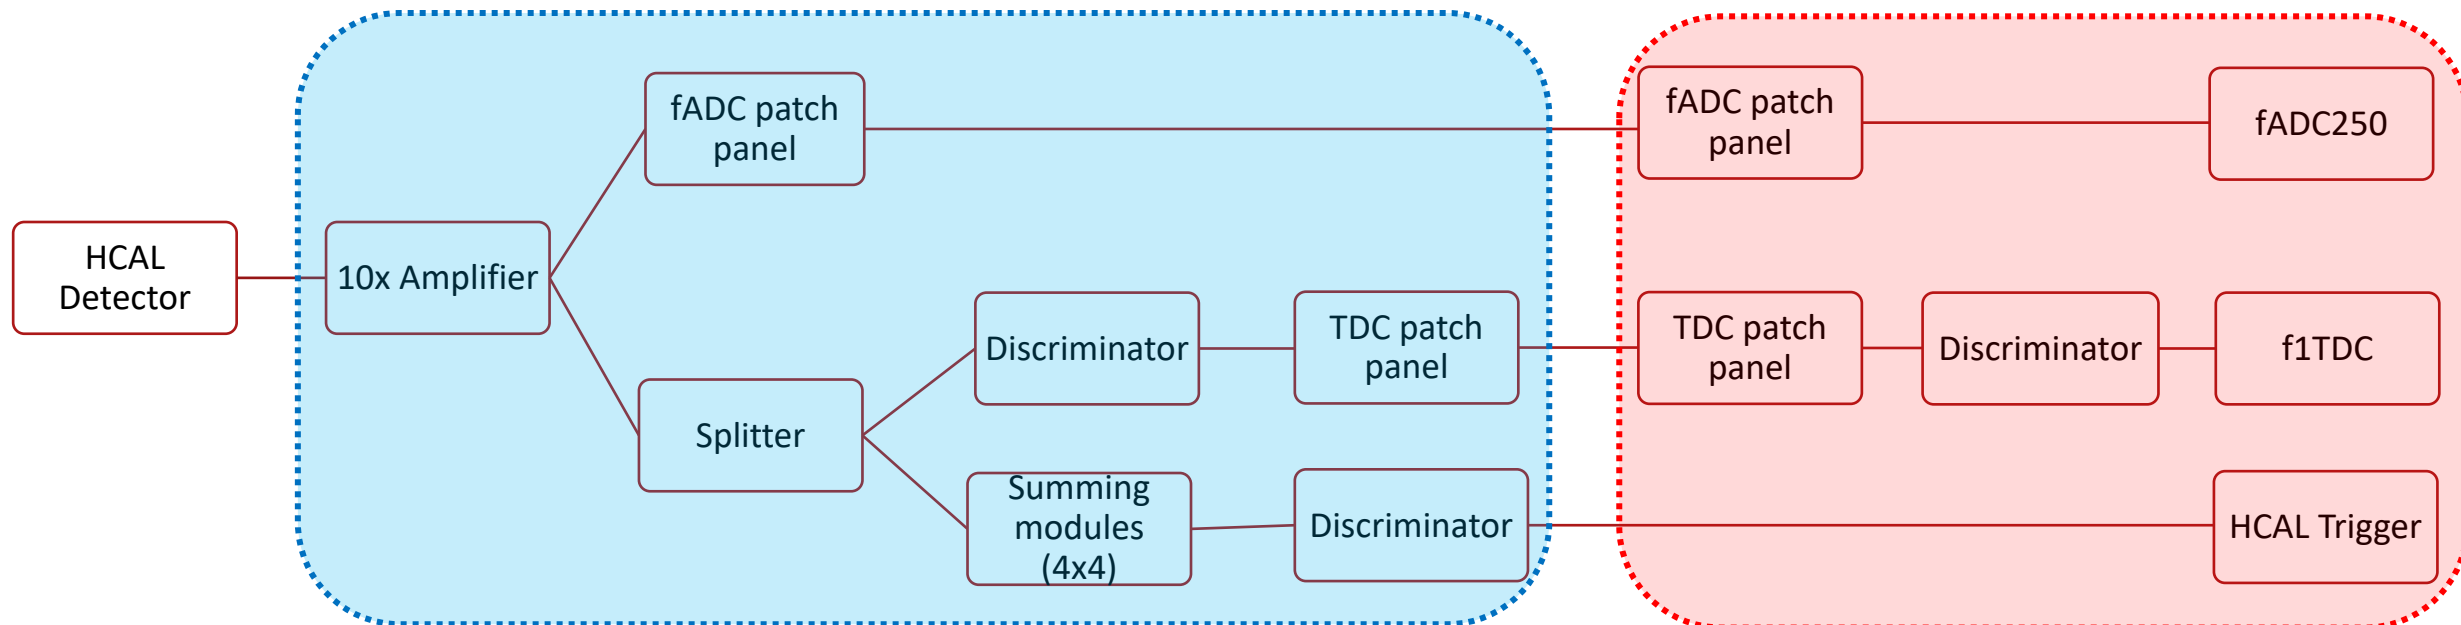 HCAL
Detector
10x Amplifier
fADC patch
panel
Splitter
Discriminator
TDC patch
panel
Summing
modules
(4x4)
Discriminator
fADC patch
panel
fADC250
TDC patch
panel
Discriminator
f1TDC
HCAL Trigger